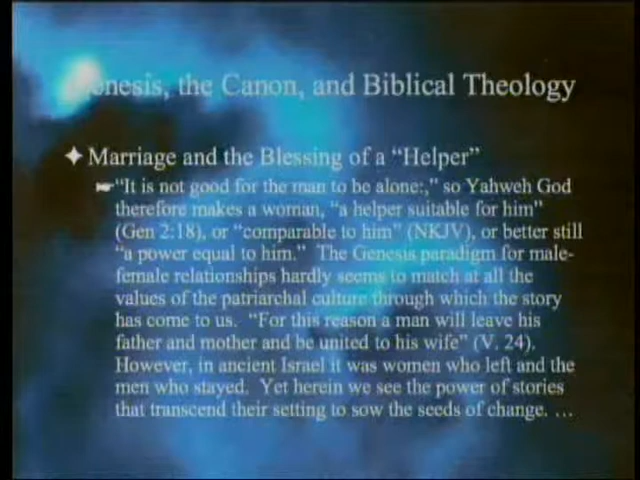 Genesis, the Canon, and Biblical Theology
Marriage and the Blessing of a “Helper”
“It is not good for the man to be alone:,” so Yahweh God
therefore makes a woman, “a helper suitable for him”
(Gen 2:18), or “comparable to him” (NKJV), or better still
“a power equal to him.” The Genesis paradigm for male-
female relationships hardly seems to match at all the
values of the patriarchal culture through which the story
has come to us. “For this reason a man will leave his
father and mother and be united to his wife” (V. 24).
However, in ancient Israel it was women who left and the
men who stayed. Yet herein we see the power of stories
that transcend their setting to sow the seeds of change. …